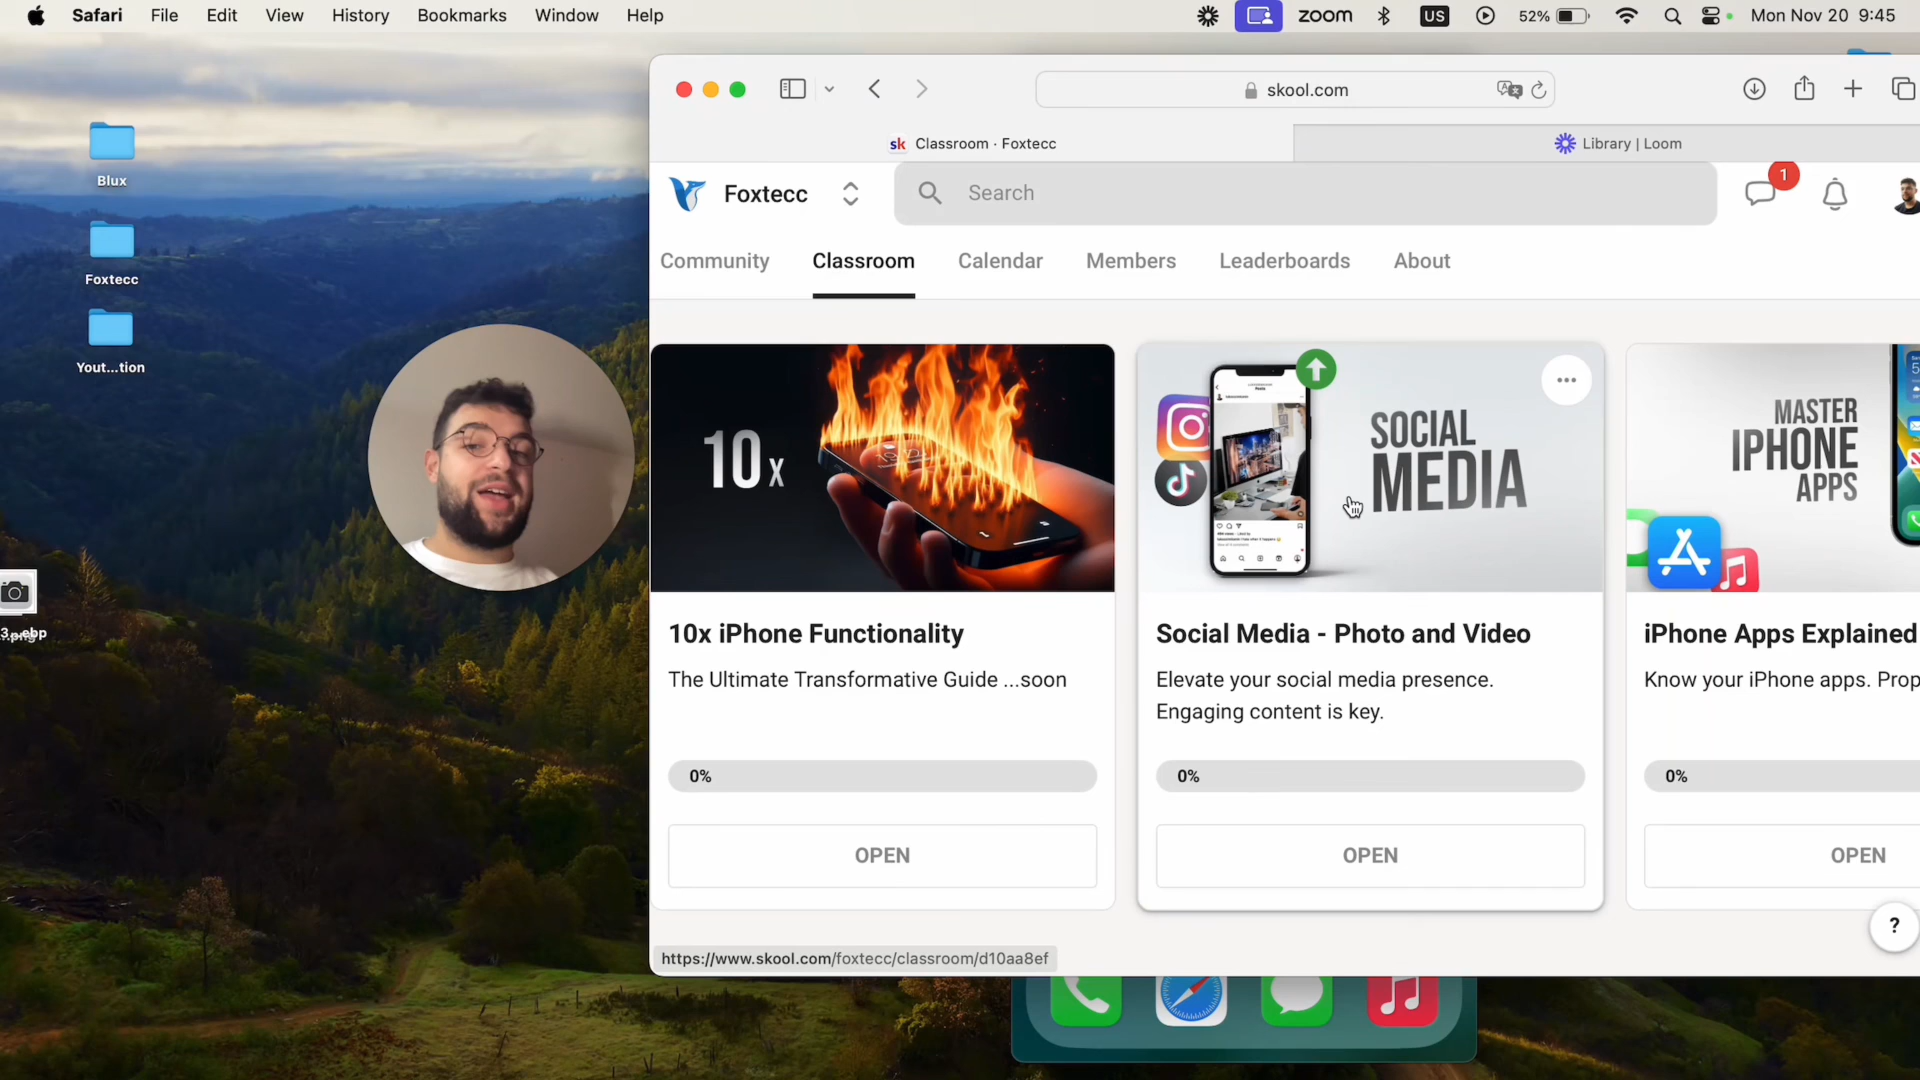 Safari File Edit View History Bookmarks Window Help
zoom US 52% Mon Nov 20 9:45
skool.com
sk Classroom · Foxtecc
Library | Loom
Foxtecc
Search
1
Community Classroom Calendar Members Leaderboards About
Blux
Foxtecc
Yout...tion
10x
SOCIAL
MEDIA
MASTER
IPHONE
APPS
10x iPhone Functionality
The Ultimate Transformative Guide ...soon
0%
OPEN
Social Media - Photo and Video
Elevate your social media presence.
Engaging content is key.
0%
OPEN
iPhone Apps Explained
Know your iPhone apps. Prop
0%
OPEN
?
https://www.skool.com/foxtecc/classroom/d10aa8ef